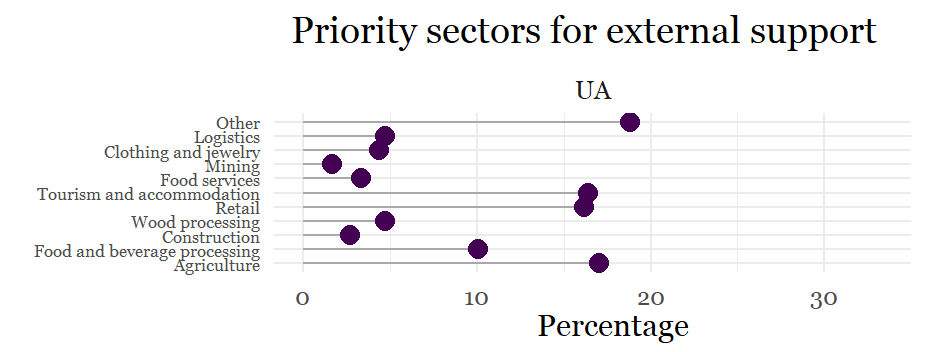 Priority sectors for external support
UA
Other
Logistics
Clothing and jewelry
Mining
Food services
Tourism and accommodation
Retail
Wood processing
Construction
Food and beverage processing
Agriculture
0 10 20 30
Percentage